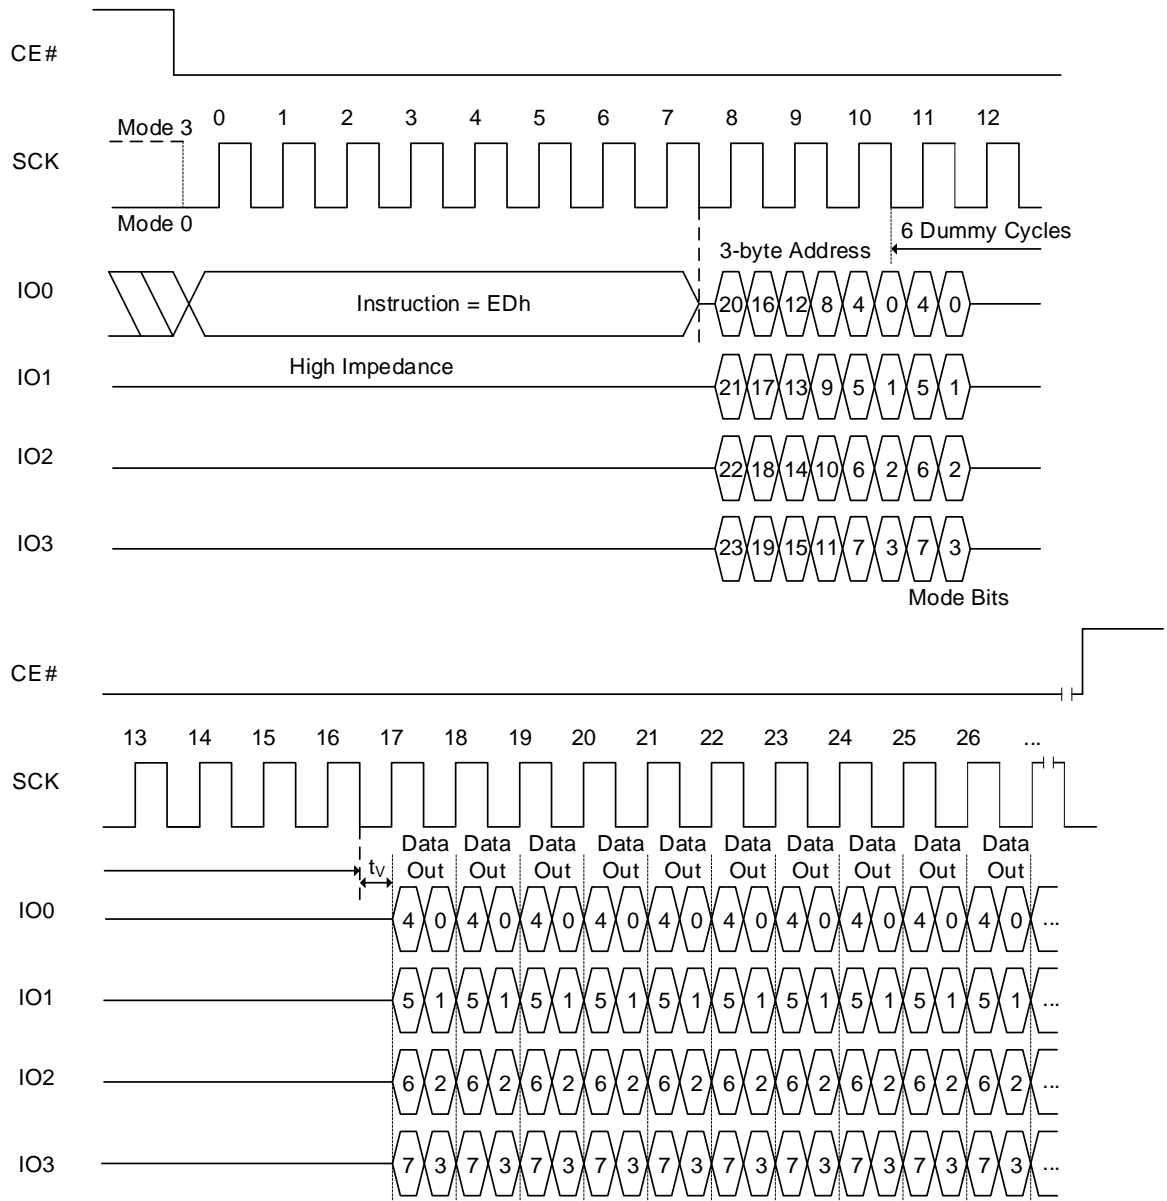 CE#
Mode 3 0 1 2 3 4 5 6 7 8 9 10 11 12
SCK
Mode 0
6 Dummy Cycles
3-byte Address
IO0 Instruction = EDh 20 16 12 8 4 0 4 0
High Impedance
IO1 21 17 13 9 5 1 5 1
IO2 22 18 14 10 6 2 6 2
IO3 23 19 15 11 7 3 7 3
Mode Bits
CE#
13 14 15 16 17 18 19 20 21 22 23 24 25 26 ...
SCK
Data Data Data Data Data Data Data Data Data Data
tV Out Out Out Out Out Out Out Out Out Out
IO0 4 0 4 0 4 0 4 0 4 0 4 0 4 0 4 0 4 0 4 0 ...
IO1 5 1 5 1 5 1 5 1 5 1 5 1 5 1 5 1 5 1 5 1 ...
IO2 6 2 6 2 6 2 6 2 6 2 6 2 6 2 6 2 6 2 6 2 ...
IO3 7 3 7 3 7 3 7 3 7 3 7 3 7 3 7 3 7 3 7 3 ...